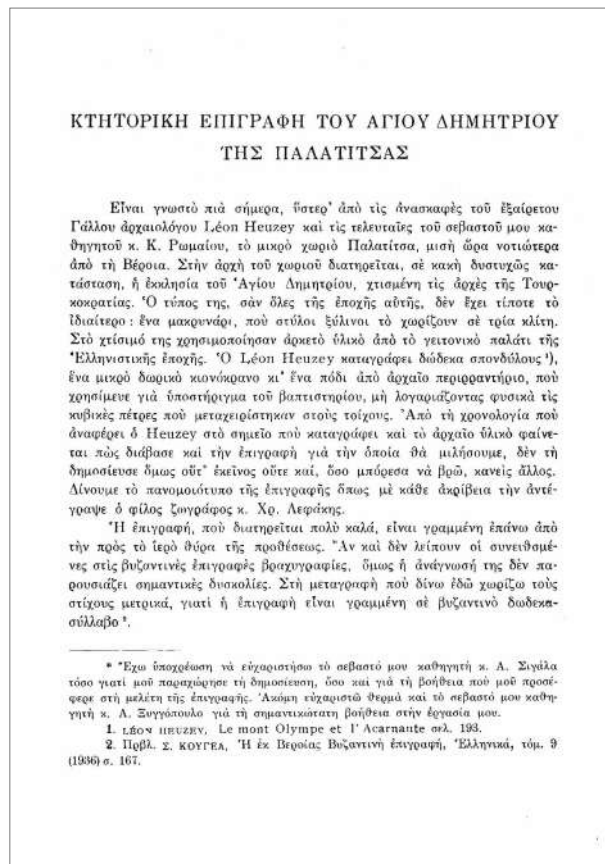 ΚΤΗΤΟΡΙΚΗ ΕΠΙΓΡΑΦΗ ΤΟΥ ΑΓΙΟΥ ΔΗΜΗΤΡΙΟΥ
ΤΗΣ ΠΑΛΑΤΙΤΣΑΣ
Εἶναι γνωστὸ πιὰ σήμερα, ὕστερ' ἀπὸ τὶς ἀνασκαφὲς τοῦ ἐξαίρετου
Γάλλου ἀρχαιολόγου Léon Heuzey καὶ τὶς τελευταῖες τοῦ σεβαστοῦ μου κα-
θηγητοῦ κ. Κ. Ρωμαίου, τὸ μικρὸ χωριὸ Παλατίτσα, μισὴ ὥρα νοτιώτερα
ἀπὸ τὴ Βέροια. Στὴν ἀρχὴ τοῦ χωριοῦ διατηρεῖται, σὲ κακὴ δυστυχῶς κα-
τάσταση, ἡ ἐκκλησία τοῦ Ἁγίου Δημητρίου, χτισμένη τὶς ἀρχὲς τῆς Τουρ-
κοκρατίας. Ὁ τύπος της, σὰν ὅλες τῆς ἐποχῆς αὐτῆς, δὲν ἔχει τίποτε τὸ
ἰδιαίτερο : ἕνα μακρυνάρι, ποὺ στύλοι ξύλινοι τὸ χωρίζουν σὲ τρία κλίτη.
Στὸ χτίσιμό της χρησιμοποίησαν ἀρκετὸ ὑλικὸ ἀπὸ τὸ γειτονικὸ παλάτι τῆς
Ἑλληνιστικῆς ἐποχῆς. Ὁ Léon Heuzey καταγράφει δώδεκα σπονδύλους ¹),
ἕνα μικρὸ δωρικὸ κιονόκρανο κι' ἕνα πόδι ἀπὸ ἀρχαῖο περιρραντήριο, ποὺ
χρησίμευε γιὰ ὑποστήριγμα τοῦ βαπτιστηρίου, μὴ λογαριάζοντας φυσικὰ τὶς
κυβικὲς πέτρες ποὺ μεταχειρίστηκαν στοὺς τοίχους. Ἀπὸ τὴ χρονολογία ποὺ
ἀναφέρει ὁ Heuzey στὸ σημεῖο ποὺ καταγράφει καὶ τὸ ἀρχαῖο ὑλικὸ φαίνε-
ται πὼς διάβασε καὶ τὴν ἐπιγραφὴ γιὰ τὴν ὁποία θὰ μιλήσουμε, δὲν τὴ
δημοσίευσε ὅμως οὔτ' ἐκεῖνος οὔτε καί, ὅσο μπόρεσα νὰ βρῶ, κανεὶς ἄλλος.
Δίνουμε τὸ πανομοιότυπο τῆς ἐπιγραφῆς ὅπως μὲ κάθε ἀκρίβεια τὴν ἀντέ-
γραψε ὁ φίλος ζωγράφος κ. Χρ. Λεφάκης.
Ἡ ἐπιγραφή, ποὺ διατηρεῖται πολὺ καλά, εἶναι γραμμένη ἐπάνω ἀπὸ
τὴν πρὸς τὸ ἱερὸ θύρα τῆς προθέσεως. Ἂν καὶ δὲν λείπουν οἱ συνειθισμέ-
νες στὶς βυζαντινὲς ἐπιγραφὲς βραχυγραφίες, ὅμως ἡ ἀνάγνωσή της δὲν πα-
ρουσιάζει σημαντικὲς δυσκολίες. Στὴ μεταγραφὴ ποὺ δίνω ἐδῶ χωρίζω τοὺς
στίχους μετρικά, γιατὶ ἡ ἐπιγραφὴ εἶναι γραμμένη σὲ βυζαντινὸ δωδεκα-
σύλλαβο ².
* Ἔχω ὑποχρέωση νὰ εὐχαριστήσω τὸ σεβαστό μου καθηγητὴ κ. Α. Σιγάλα
τόσο γιατὶ μοῦ παραχώρησε τὴ δημοσίευση, ὅσο καὶ γιὰ τὴ βοήθεια ποὺ μοῦ προσέ-
φερε στὴ μελέτη τῆς ἐπιγραφῆς. Ἀκόμη εὐχαριστῶ θερμὰ καὶ τὸ σεβαστό μου καθη-
γητὴ κ. Α. Ξυγγόπουλο γιὰ τὴ σημαντικώτατη βοήθεια στὴν ἐργασία μου.
1. LÉON HEUZEY, Le mont Olympe et l' Acarnante σελ. 193.
2. Πρβλ. Σ. ΚΟΥΓΕΑ, Ἡ ἐκ Βεροίας Βυζαντινὴ ἐπιγραφή, Ἑλληνικά, τόμ. 9
(1936) σ. 167.